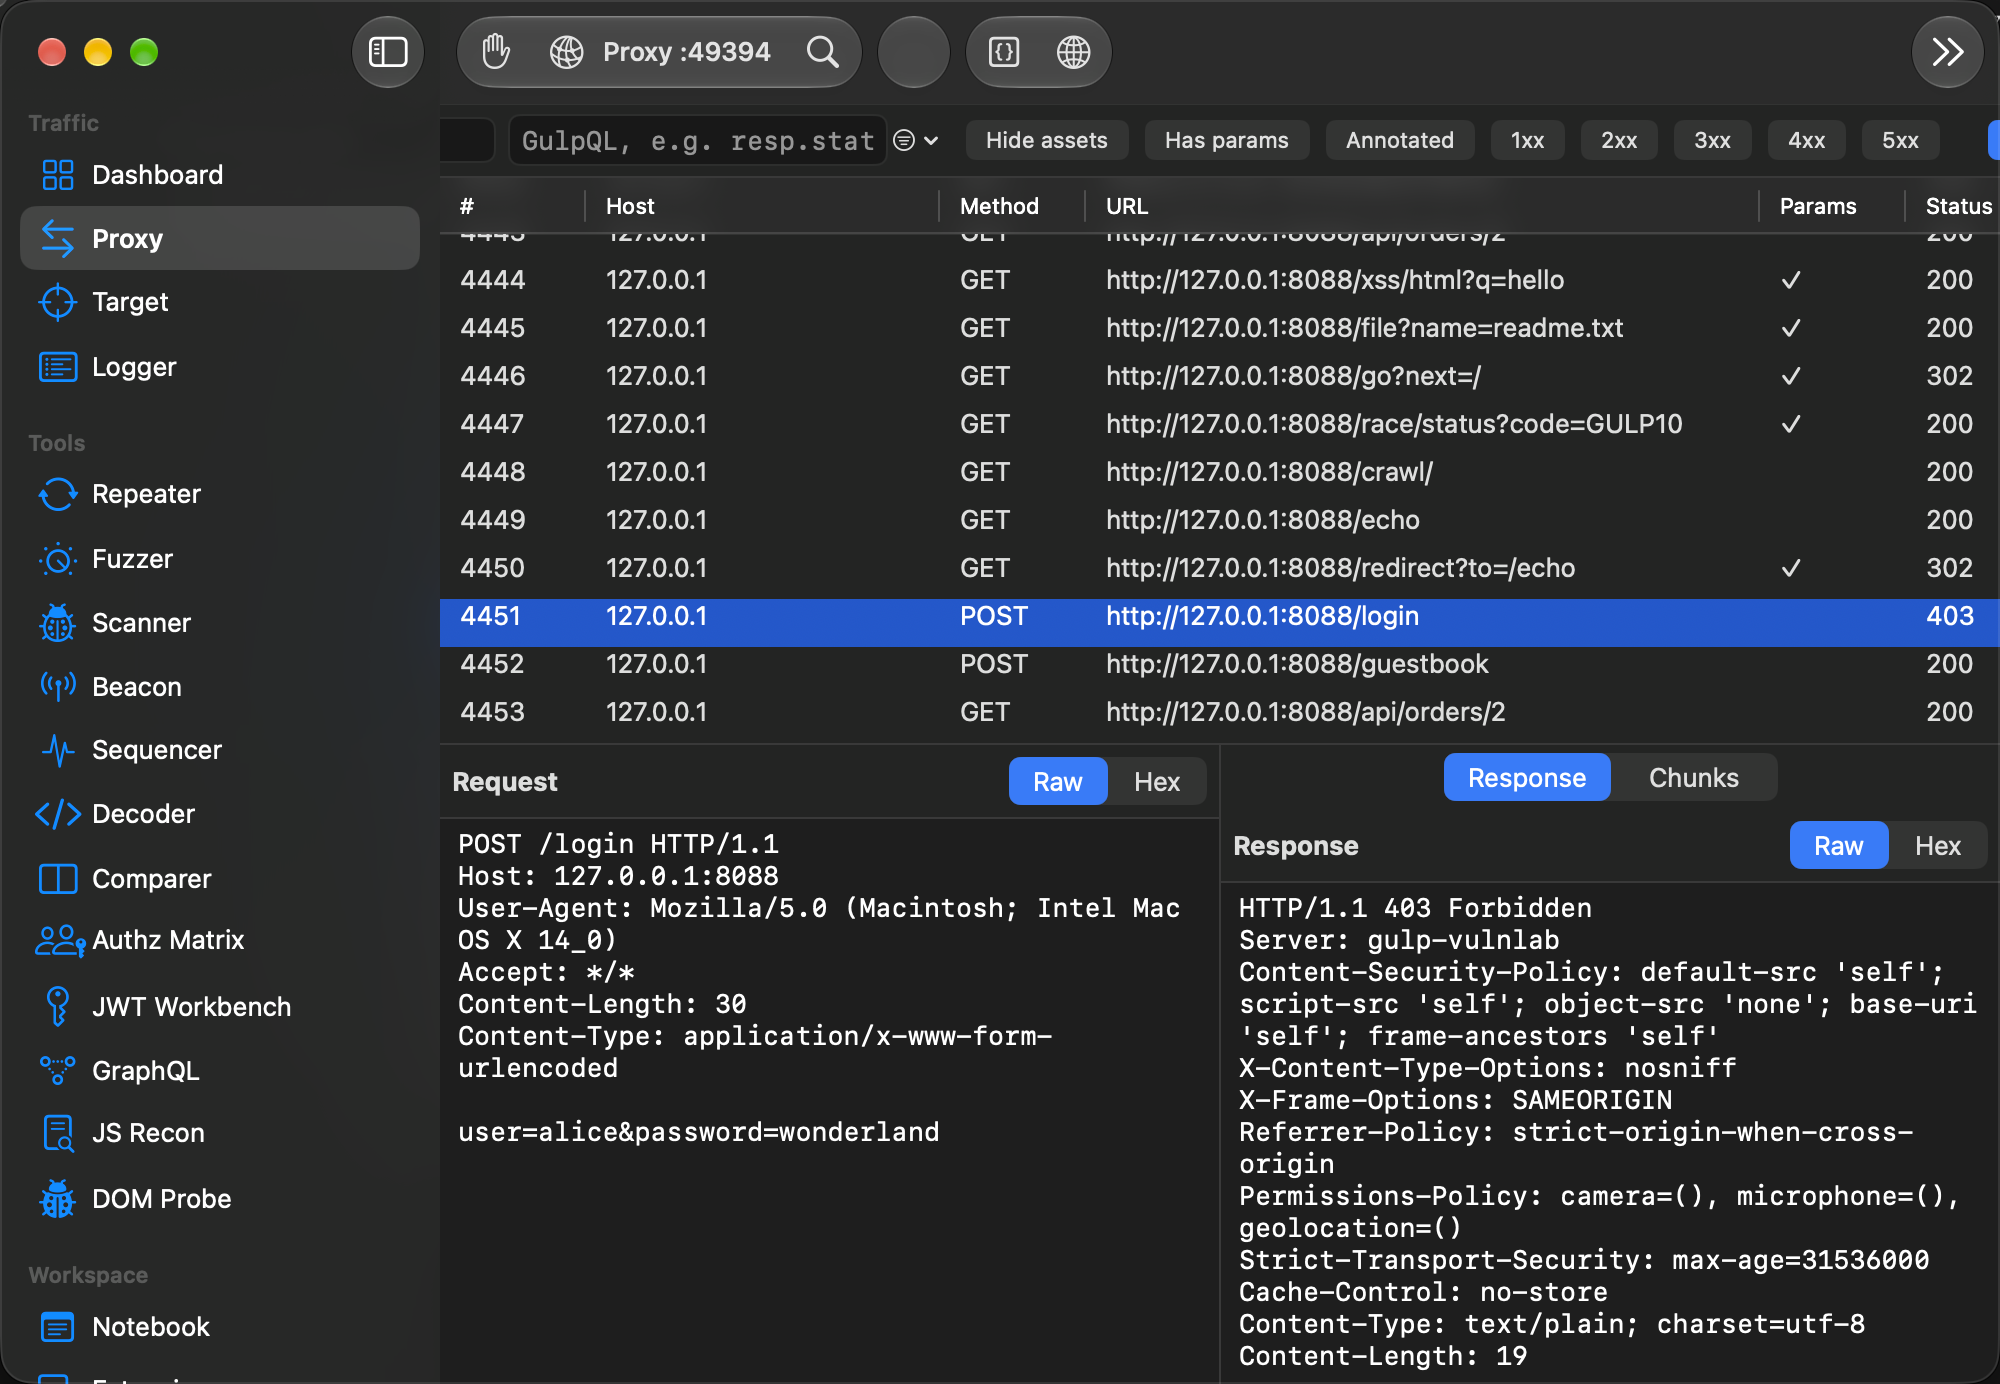 Proxy :49394
Traffic
Dashboard
Proxy
Target
Logger
Tools
Repeater
Fuzzer
Scanner
Beacon
Sequencer
Decoder
Comparer
Authz Matrix
JWT Workbench
GraphQL
JS Recon
DOM Probe
Workspace
Notebook
GulpQL, e.g. resp.stat
Hide assets
Has params
Annotated
1xx
2xx
3xx
4xx
5xx
# Host Method URL Params Status
4443 127.0.0.1 GET http://127.0.0.1:8088/api/orders/2 200
4444 127.0.0.1 GET http://127.0.0.1:8088/xss/html?q=hello ✓ 200
4445 127.0.0.1 GET http://127.0.0.1:8088/file?name=readme.txt ✓ 200
4446 127.0.0.1 GET http://127.0.0.1:8088/go?next=/ ✓ 302
4447 127.0.0.1 GET http://127.0.0.1:8088/race/status?code=GULP10 ✓ 200
4448 127.0.0.1 GET http://127.0.0.1:8088/crawl/ 200
4449 127.0.0.1 GET http://127.0.0.1:8088/echo 200
4450 127.0.0.1 GET http://127.0.0.1:8088/redirect?to=/echo ✓ 302
4451 127.0.0.1 POST http://127.0.0.1:8088/login 403
4452 127.0.0.1 POST http://127.0.0.1:8088/guestbook 200
4453 127.0.0.1 GET http://127.0.0.1:8088/api/orders/2 200
Request
Raw
Hex
POST /login HTTP/1.1
Host: 127.0.0.1:8088
User-Agent: Mozilla/5.0 (Macintosh; Intel Mac
OS X 14_0)
Accept: */*
Content-Length: 30
Content-Type: application/x-www-form-
urlencoded
user=alice&password=wonderland
Response
Chunks
Response
Raw
Hex
HTTP/1.1 403 Forbidden
Server: gulp-vulnlab
Content-Security-Policy: default-src 'self';
script-src 'self'; object-src 'none'; base-uri
'self'; frame-ancestors 'self'
X-Content-Type-Options: nosniff
X-Frame-Options: SAMEORIGIN
Referrer-Policy: strict-origin-when-cross-
origin
Permissions-Policy: camera=(), microphone=(),
geolocation=()
Strict-Transport-Security: max-age=31536000
Cache-Control: no-store
Content-Type: text/plain; charset=utf-8
Content-Length: 19